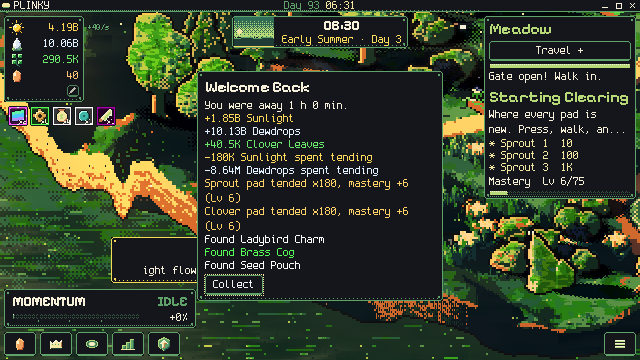 PLINKY
Day 93 06:31
4.19B +49/s
10.06B
290.5K
40
06:30
Early Summer · Day 3
Meadow
Travel +
Gate open! Walk in.
Starting Clearing
Where every pad is
new. Press, walk, an...
* Sprout 1 10
* Sprout 2 100
* Sprout 3 1K
Mastery Lv 6/75
Welcome Back
You were away 1 h 0 min.
+1.85B Sunlight
+10.13B Dewdrops
+40.5K Clover Leaves
-180K Sunlight spent tending
-8.64M Dewdrops spent tending
Sprout pad tended x180, mastery +6
(Lv 6)
Clover pad tended x180, mastery +6
(Lv 6)
Found Ladybird Charm
Found Brass Cog
Found Seed Pouch
Collect
ight flow
MOMENTUM IDLE
+0%